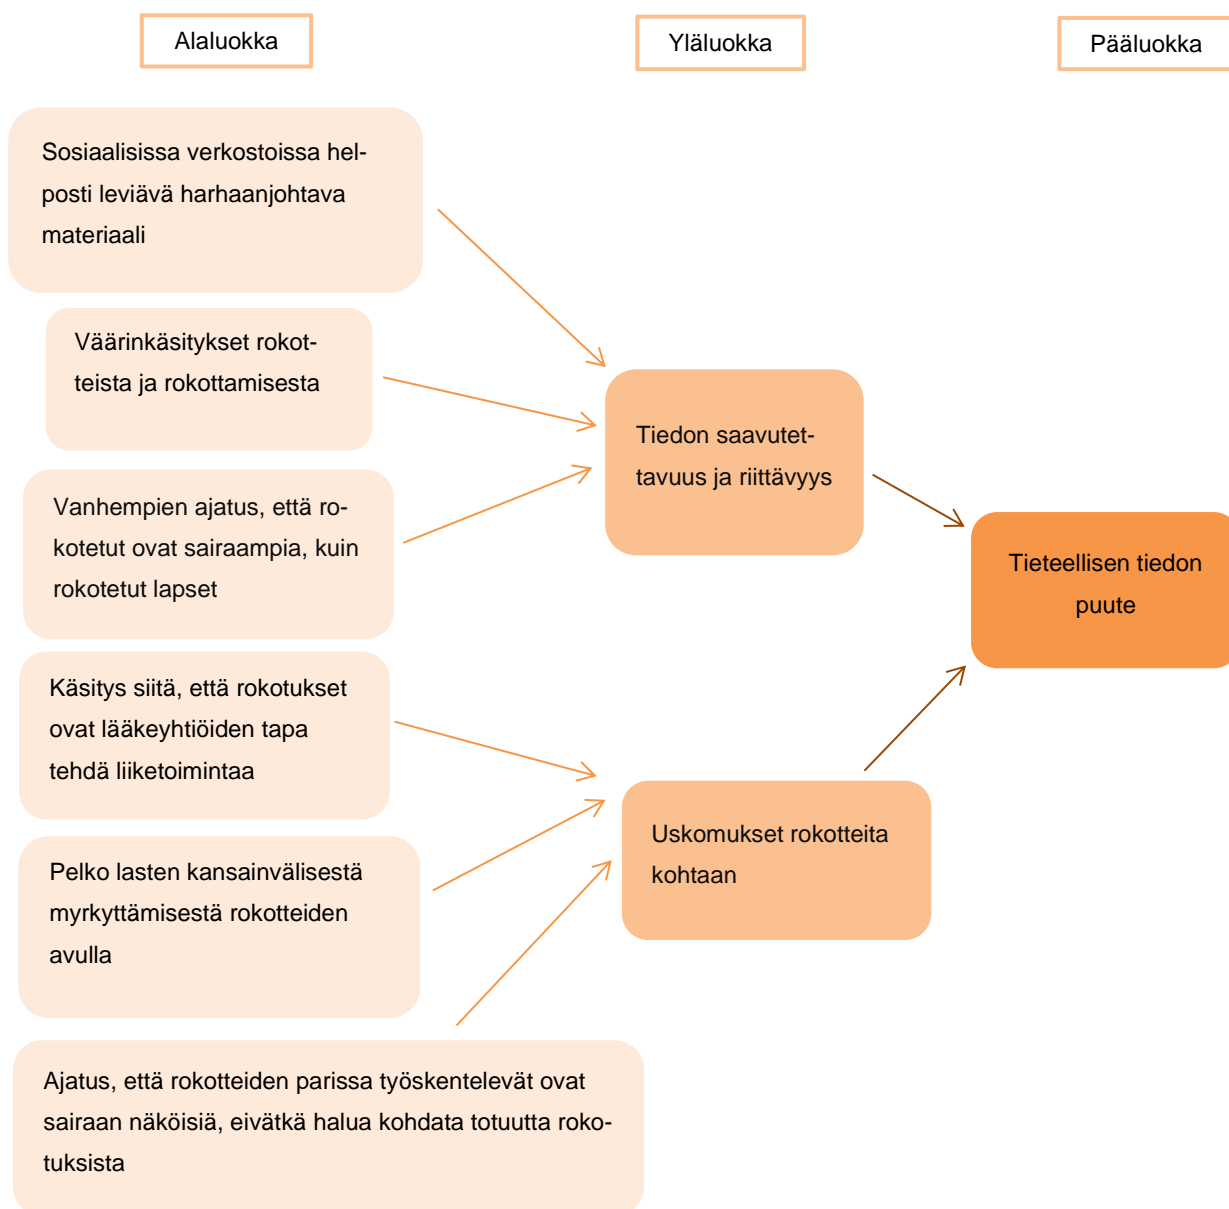 Alaluokka
Yläluokka
Pääluokka
Sosiaalisissa verkostoissa hel-
posti leviävä harhaanjohtava
materiaali
Väärinkäsitykset rokot-
teista ja rokottamisesta
Vanhempien ajatus, että ro-
kotetut ovat sairaampia, kuin
rokotetut lapset
Käsitys siitä, että rokotukset
ovat lääkeyhtiöiden tapa
tehdä liiketoimintaa
Pelko lasten kansainvälisestä
myrkyttämisestä rokotteiden
avulla
Ajatus, että rokotteiden parissa työskentelevät ovat
sairaan näköisiä, eivätkä halua kohdata totuutta roko-
tuksista
Tiedon saavutet-
tavuus ja riittävyys
Uskomukset rokotteita
kohtaan
Tieteellisen tiedon
puute